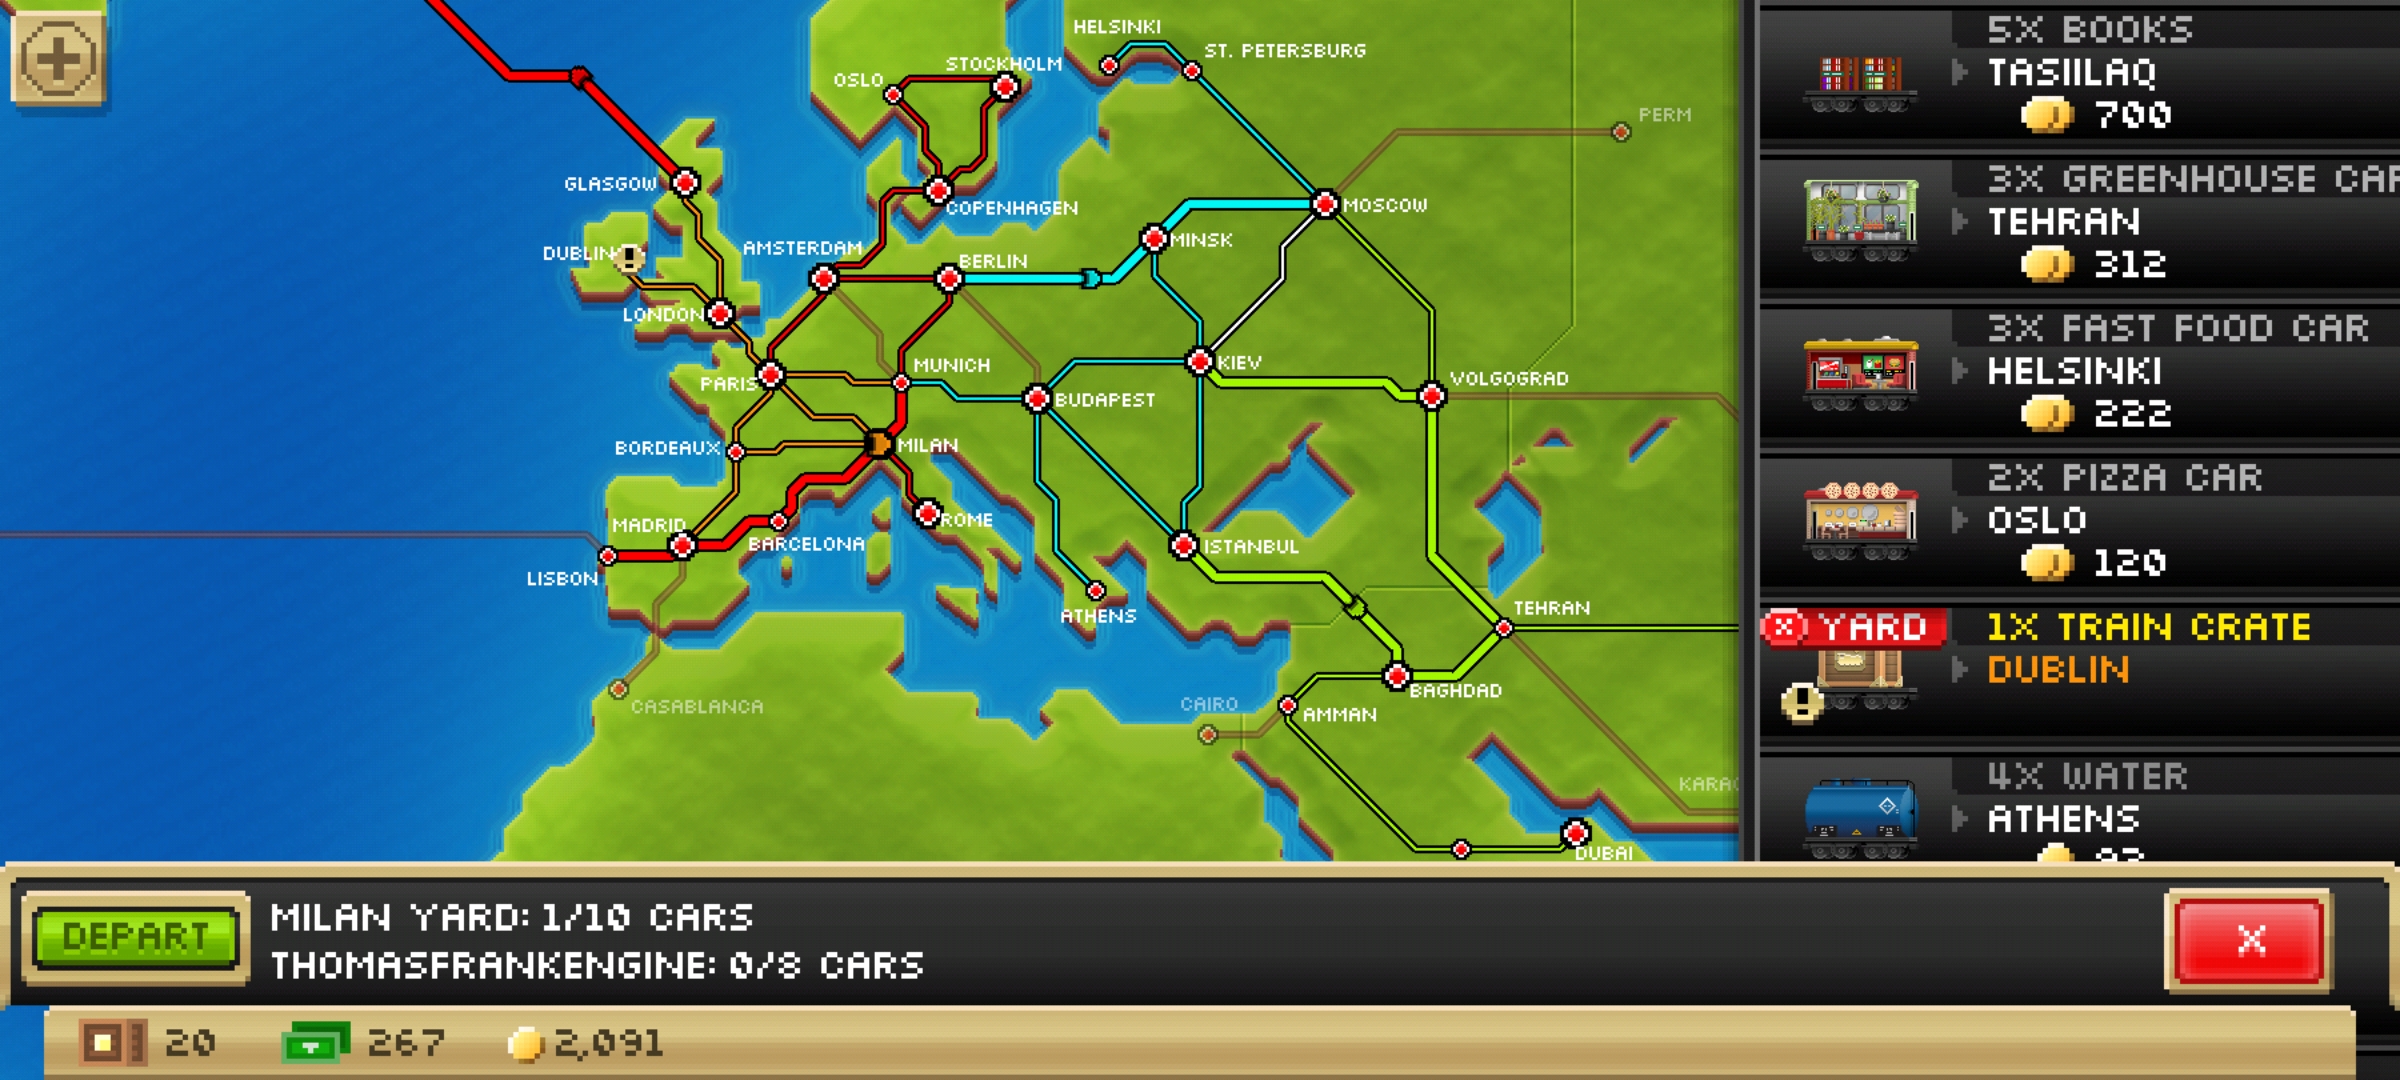 HELSINKI
ST. PETERSBURG
STOCKHOLM
OSLO
PERM
GLASGOW
COPENHAGEN
MOSCOW
MINSK
DUBLIN
AMSTERDAM
BERLIN
LONDON
MUNICH
KIEV
PARIS
BUDAPEST
VOLGOGRAD
BORDEAUX
MILAN
MADRID
ROME
BARCELONA
ISTANBUL
LISBON
ATHENS
TEHRAN
CASABLANCA
CAIRO
BAGHDAD
AMMAN
DUBAI
5X BOOKS
TASIILAQ
700
3X GREENHOUSE CAR
TEHRAN
312
3X FAST FOOD CAR
HELSINKI
222
2X PIZZA CAR
OSLO
120
X YARD
1X TRAIN CRATE
DUBLIN
4X WATER
ATHENS
DEPART
MILAN YARD: 1/10 CARS
THOMASFRANKENGINE: 0/8 CARS
X
20
267
2,091